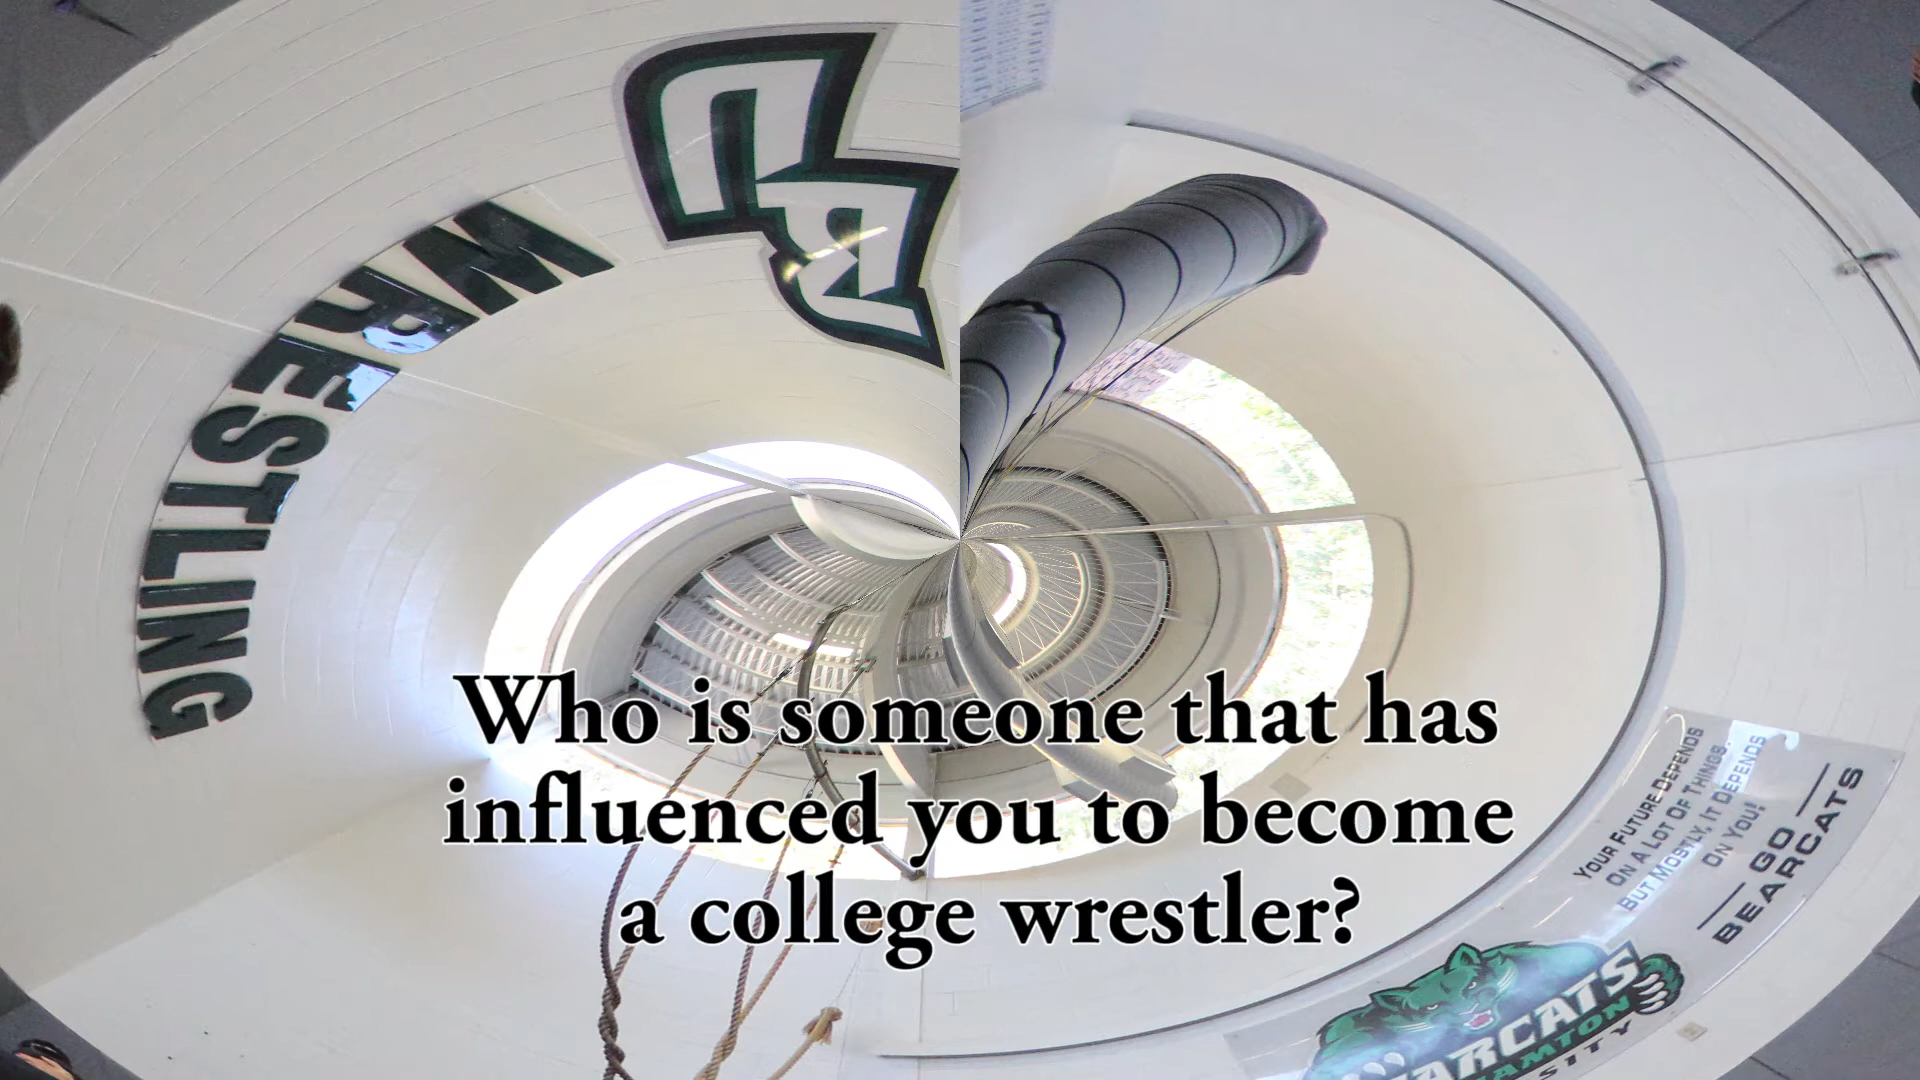 WRESTLING
Who is someone that has
influenced you to become
a college wrestler?
YOUR FUTURE DEPENDS
ON A LOT OF THINGS.
BUT MOSTLY, IT DEPENDS
ON YOU!
GO
BEARCATS